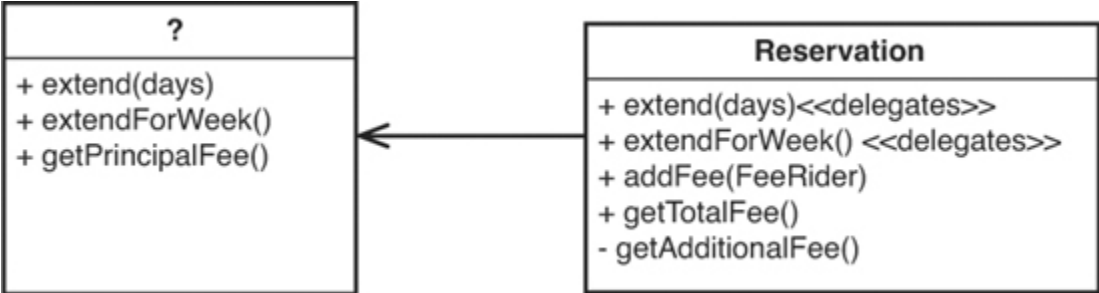 ?
+ extend(days)
+ extendForWeek()
+ getPrincipalFee()
Reservation
+ extend(days)<<delegates>>
+ extendForWeek() <<delegates>>
+ addFee(FeeRider)
+ getTotalFee()
- getAdditionalFee()